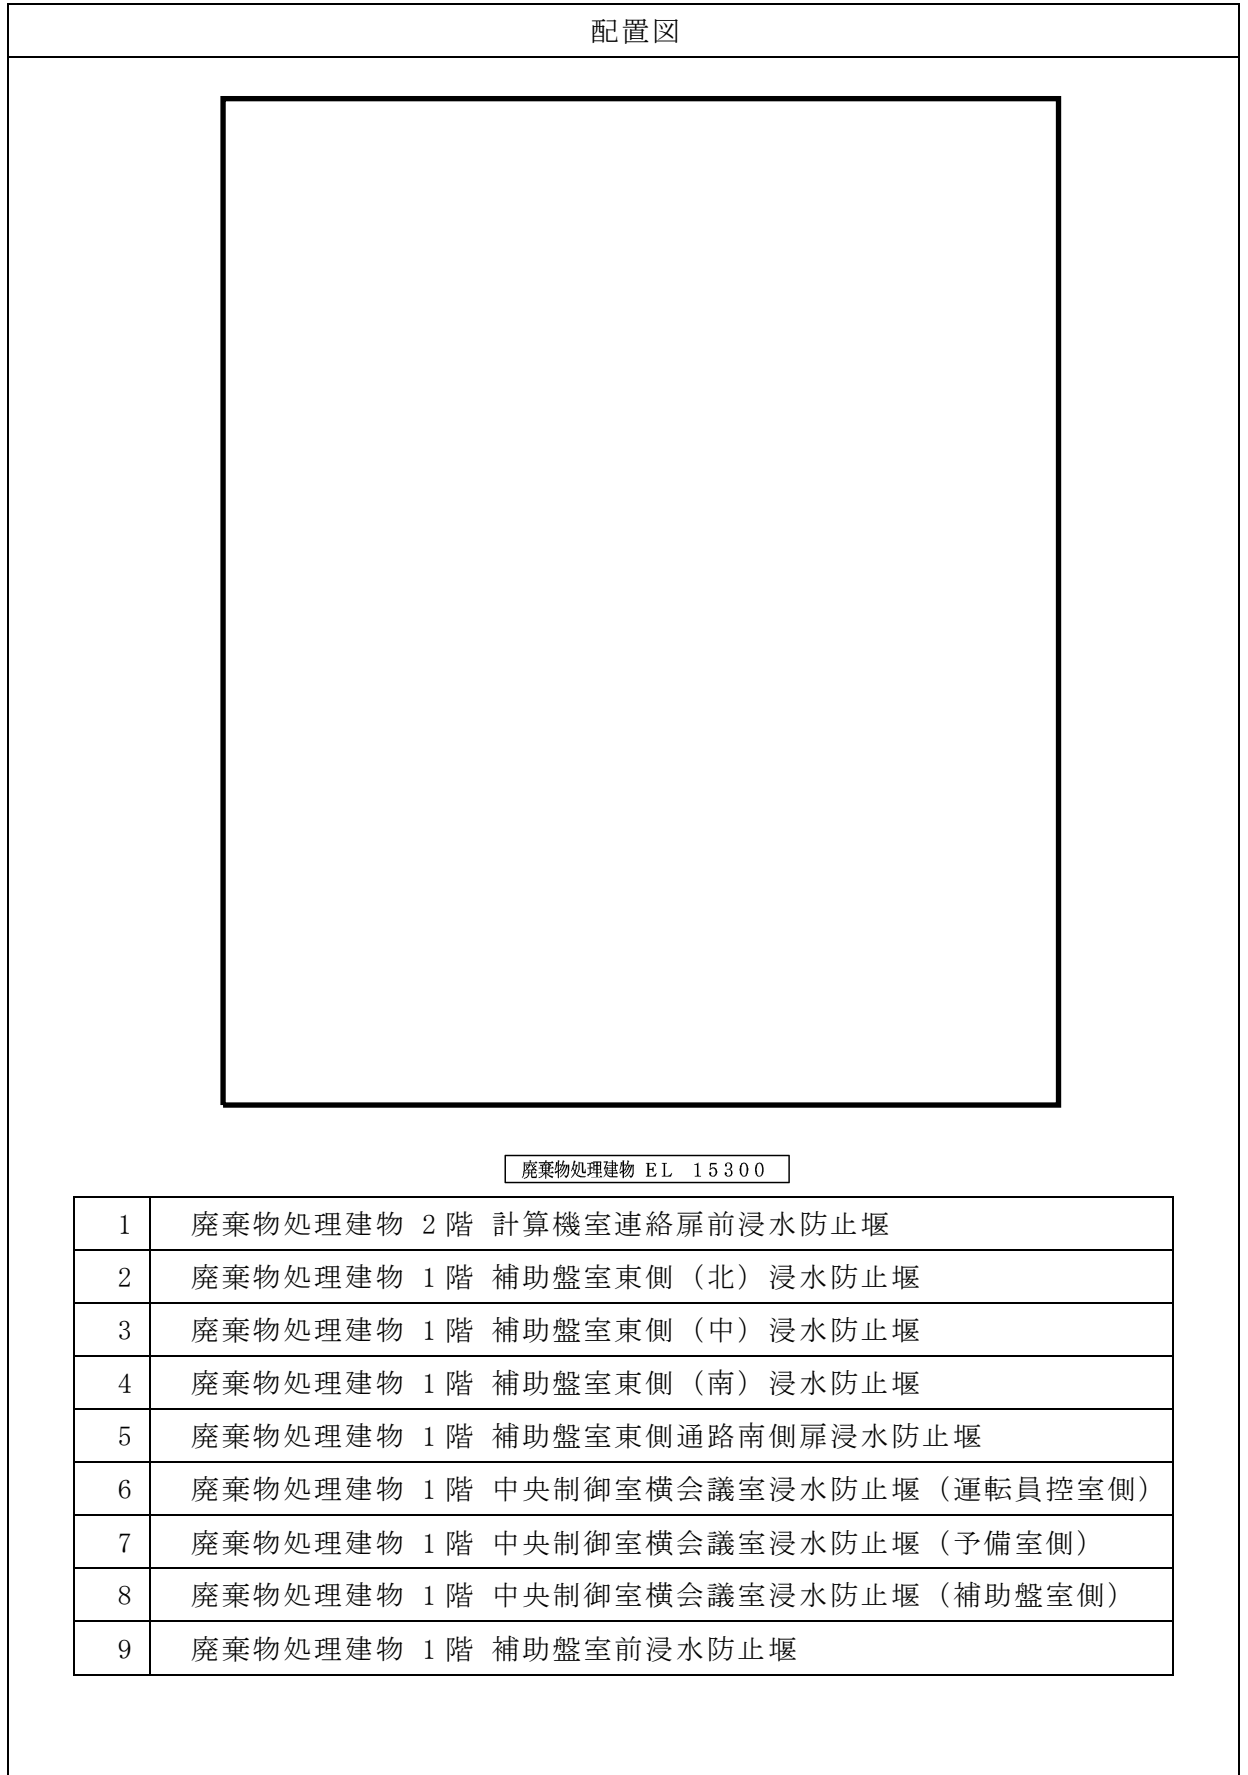 配置図
廃棄物処理建物 EL 15300
1 廃棄物処理建物 2階 計算機室連絡扉前浸水防止堰
2 廃棄物処理建物 1階 補助盤室東側（北）浸水防止堰
3 廃棄物処理建物 1階 補助盤室東側（中）浸水防止堰
4 廃棄物処理建物 1階 補助盤室東側（南）浸水防止堰
5 廃棄物処理建物 1階 補助盤室東側通路南側扉浸水防止堰
6 廃棄物処理建物 1階 中央制御室横会議室浸水防止堰（運転員控室側）
7 廃棄物処理建物 1階 中央制御室横会議室浸水防止堰（予備室側）
8 廃棄物処理建物 1階 中央制御室横会議室浸水防止堰（補助盤室側）
9 廃棄物処理建物 1階 補助盤室前浸水防止堰